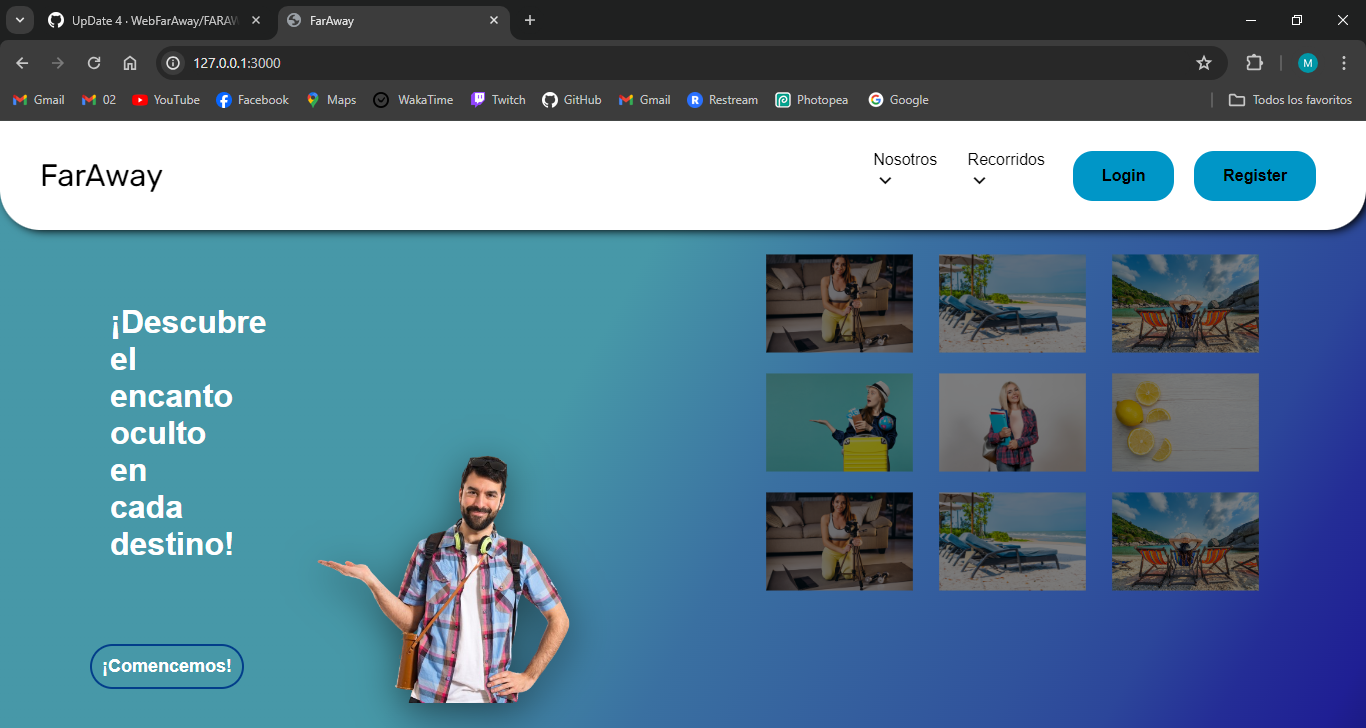 UpDate 4 · WebFarAway/FARAW
FarAway
127.0.0.1:3000
M
Gmail
02
YouTube
Facebook
Maps
WakaTime
Twitch
GitHub
Gmail
Restream
Photopea
Google
Todos los favoritos
FarAway
Nosotros
Recorridos
Login
Register
¡Descubre
el
encanto
oculto
en
cada
destino!
¡Comencemos!